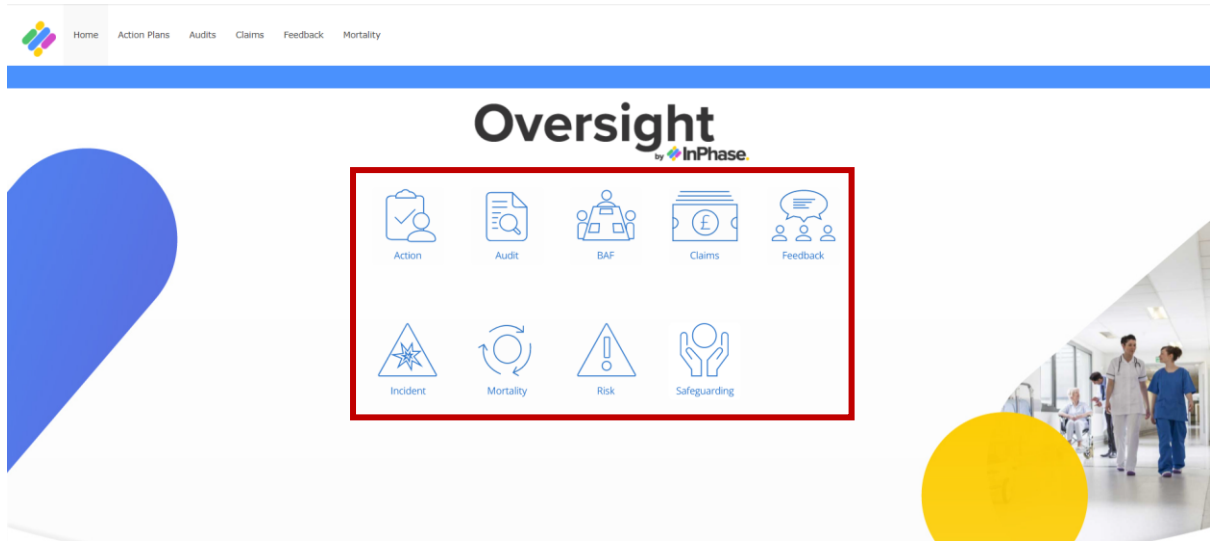 Home Action Plans Audits Claims Feedback Mortality
Oversight
by InPhase.
Action Audit BAF Claims Feedback
Incident Mortality Risk Safeguarding